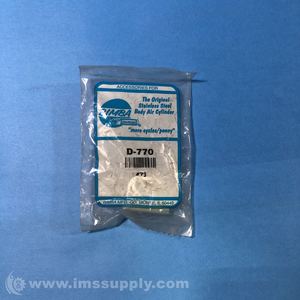 ACCESSORIES FOR
The Original
Stainless Steel
Body Air Cylinder
BIMBA
"more cycles/penny"
D-770
© www.imssupply.com